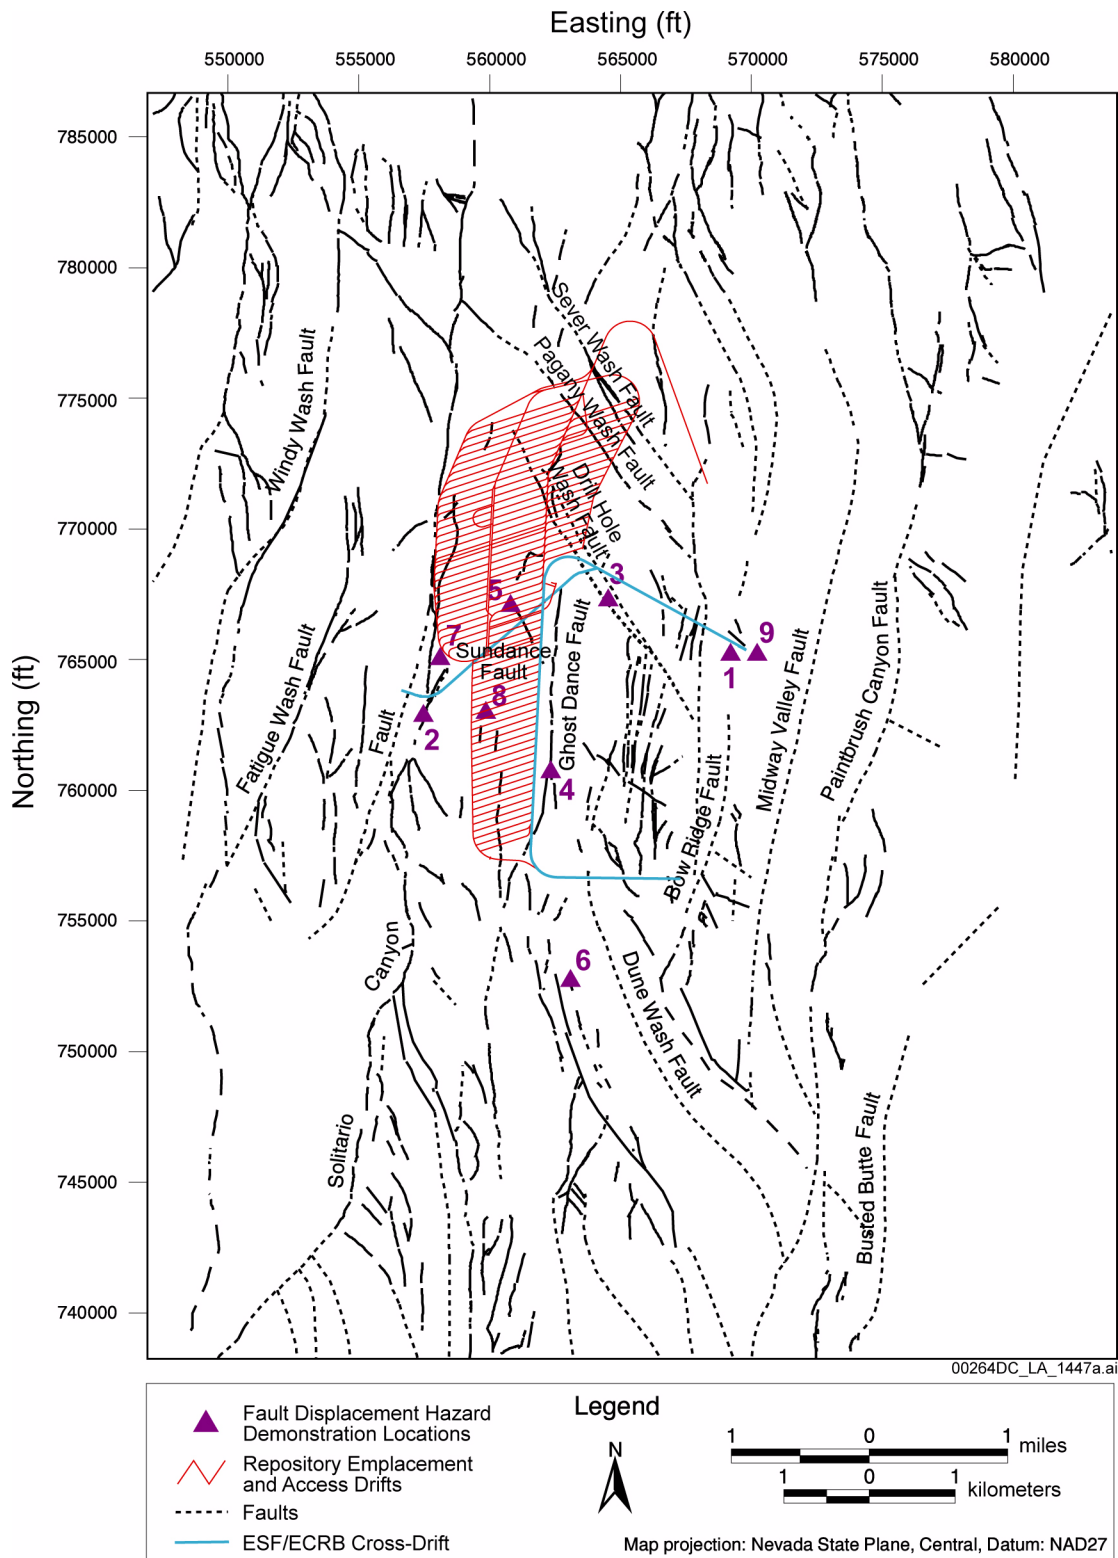 Easting (ft)
550000 555000 560000 565000 570000 575000 580000
Northing (ft)
785000
780000
775000
770000
765000
760000
755000
750000
745000
740000
Sever Wash Fault
Pagany Wash Fault
Drill Hole
Wash Fault
Windy Wash Fault
Fatigue Wash Fault
Fault
Canyon
Solitario
Sundance
Fault
Ghost Dance Fault
Bow Ridge Fault
Midway Valley Fault
Paintbrush Canyon Fault
Dune Wash Fault
Busted Butte Fault
3
5
7
9
1
8
2
4
6
00264DC_LA_1447a.ai
Legend
Fault Displacement Hazard
Demonstration Locations
Repository Emplacement
and Access Drifts
Faults
ESF/ECRB Cross-Drift
N
1 0 1 miles
1 0 1 kilometers
Map projection: Nevada State Plane, Central, Datum: NAD27